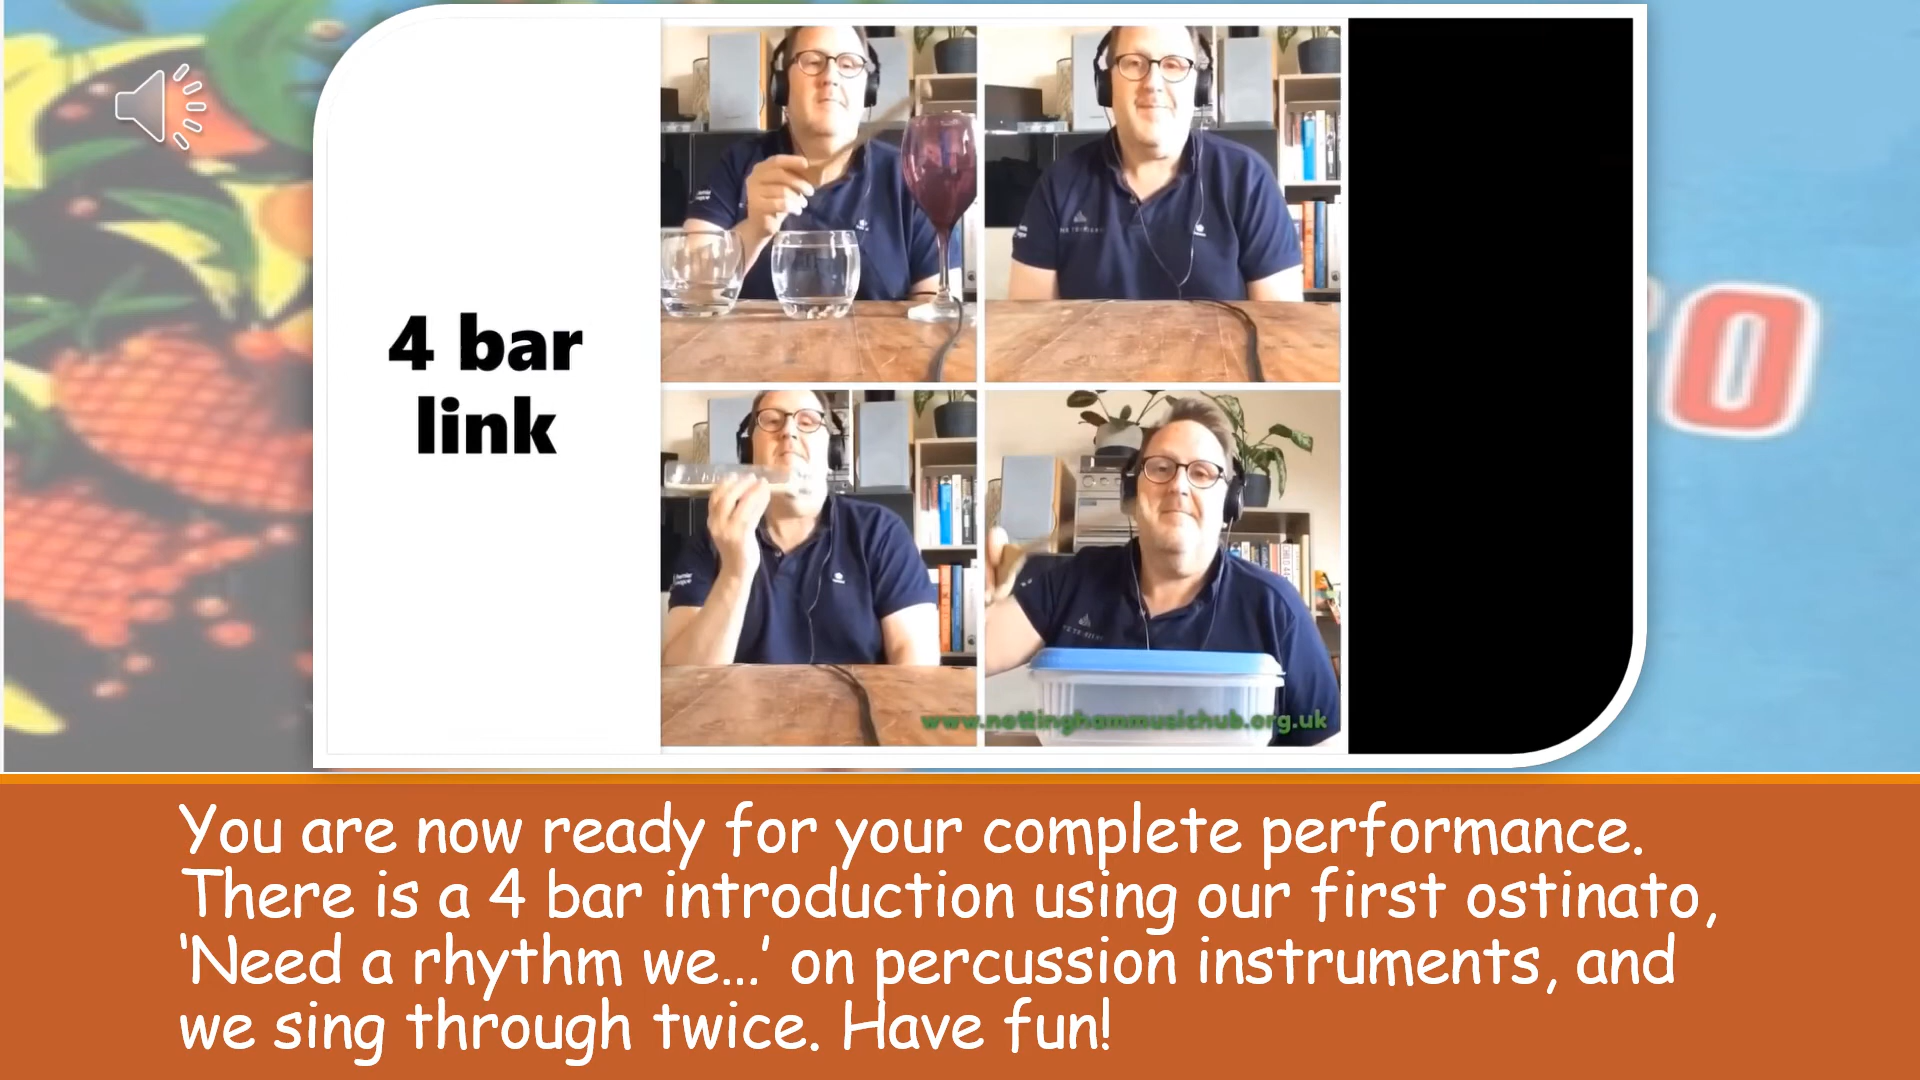 4 bar
link
www.nottinghammusichub.org.uk
O
You are now ready for your complete performance.
There is a 4 bar introduction using our first ostinato,
‘Need a rhythm we…’ on percussion instruments, and
we sing through twice. Have fun!